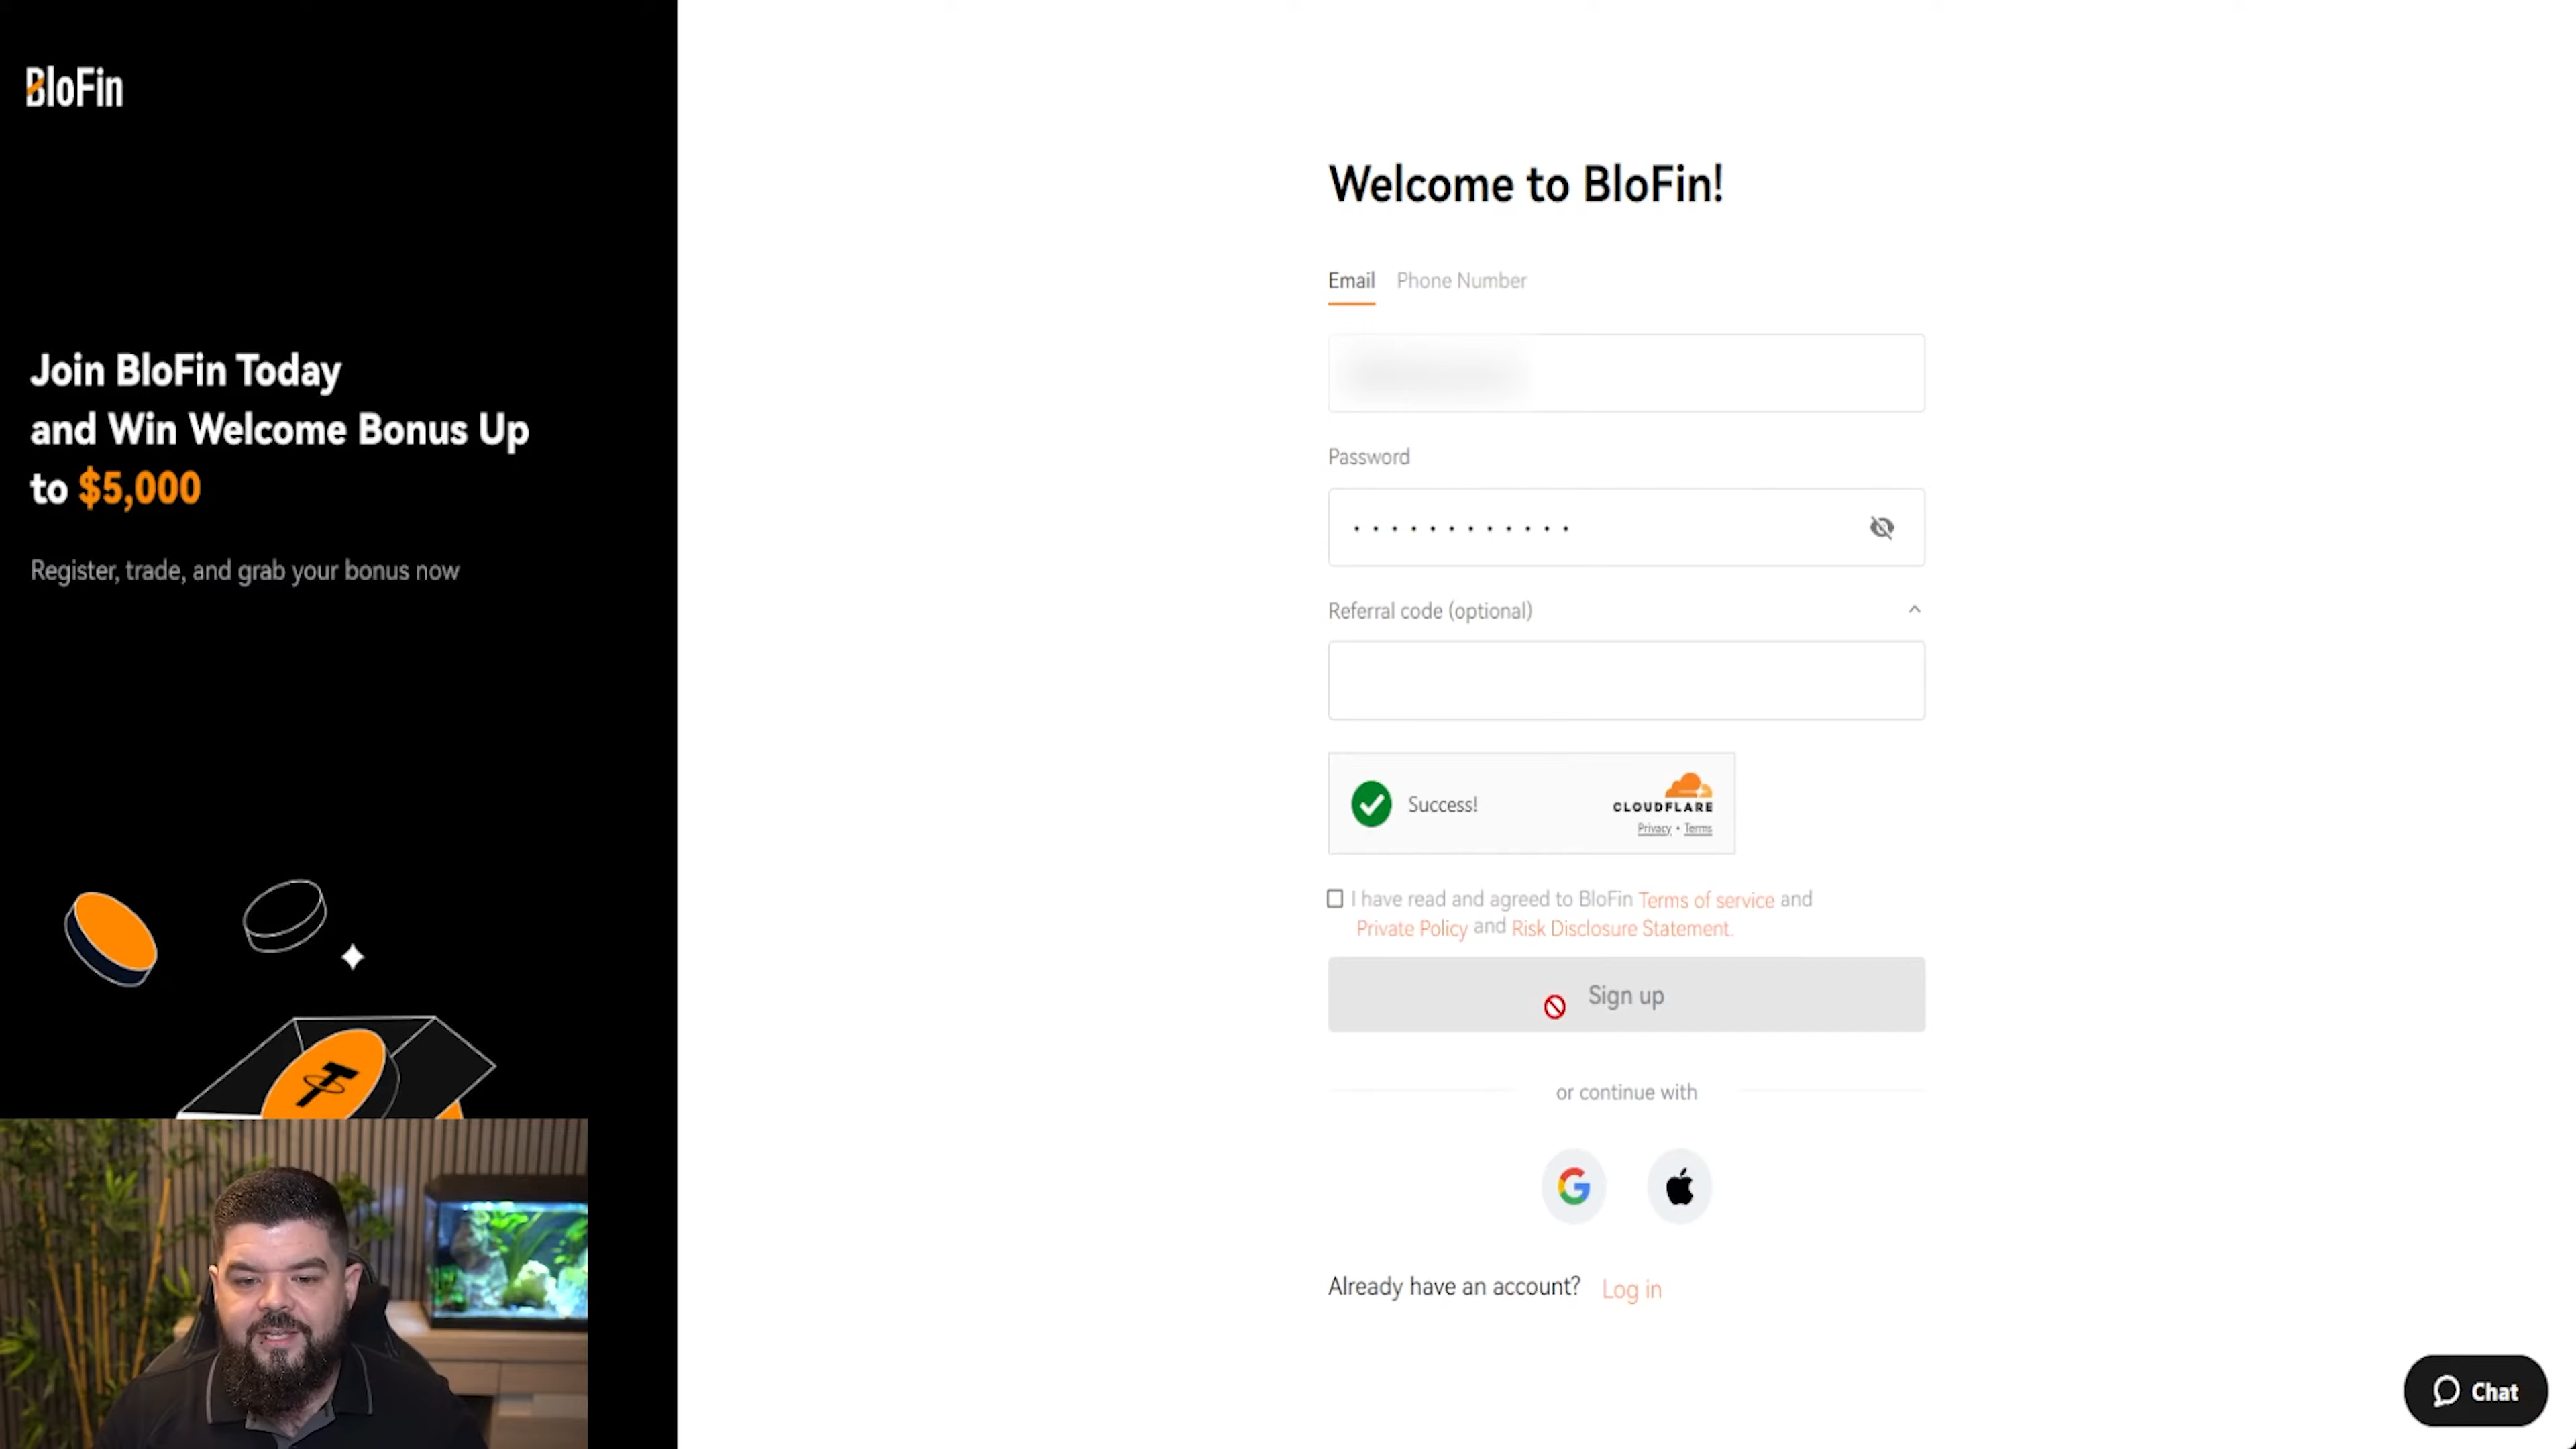 BloFin
Join BloFin Today
and Win Welcome Bonus Up
to $5,000
Register, trade, and grab your bonus now
Welcome to BloFin!
Email Phone Number
Password
Referral code (optional)
Success!
CLOUDFLARE
Privacy • Terms
I have read and agreed to BloFin Terms of service and
Private Policy and Risk Disclosure Statement.
Sign up
or continue with
Already have an account? Log in
Chat